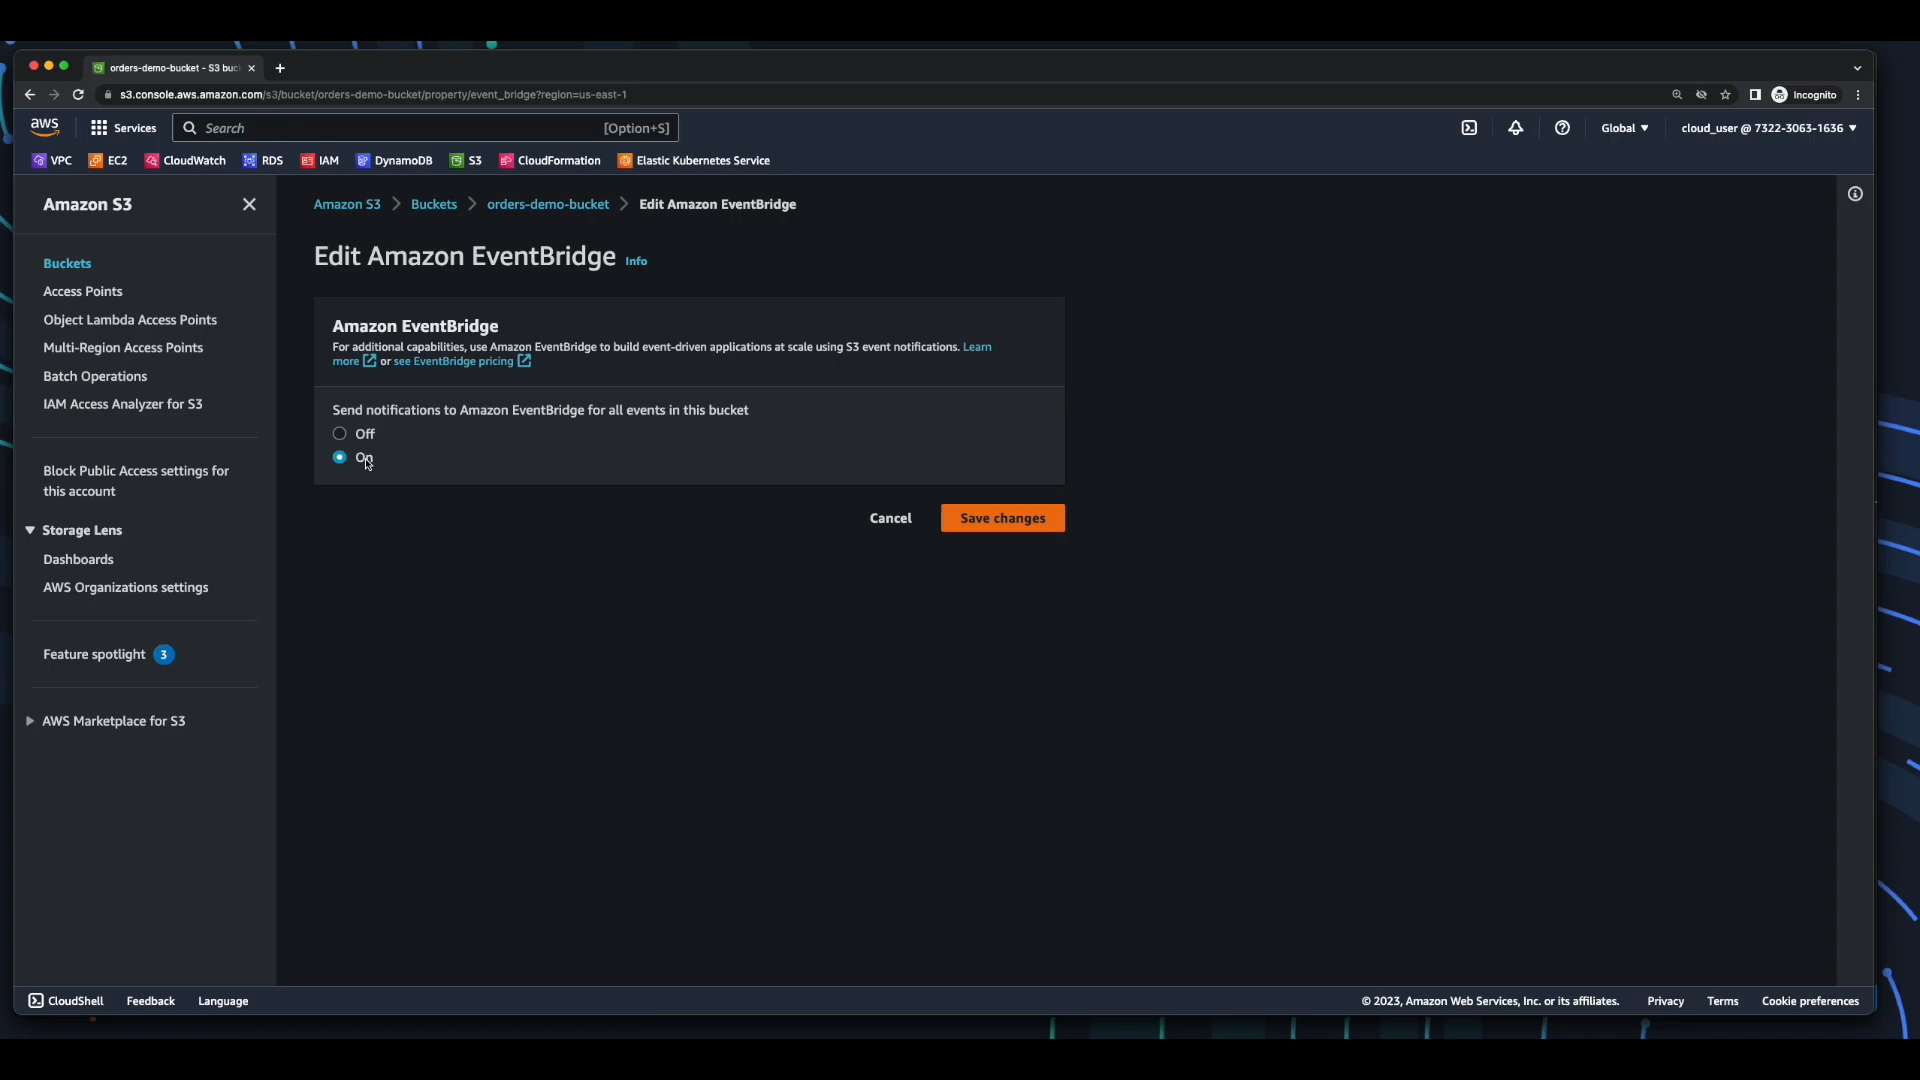 orders-demo-bucket - S3 buc
s3.console.aws.amazon.com/s3/bucket/orders-demo-bucket/property/event_bridge?region=us-east-1
Incognito
aws
Services
Search
[Option+S]
Global
cloud_user @ 7322-3063-1636
VPC
EC2
CloudWatch
RDS
IAM
DynamoDB
S3
CloudFormation
Elastic Kubernetes Service
Amazon S3
Buckets
Access Points
Object Lambda Access Points
Multi-Region Access Points
Batch Operations
IAM Access Analyzer for S3
Block Public Access settings for
this account
Storage Lens
Dashboards
AWS Organizations settings
Feature spotlight 3
AWS Marketplace for S3
Amazon S3 > Buckets > orders-demo-bucket > Edit Amazon EventBridge
Edit Amazon EventBridge Info
Amazon EventBridge
For additional capabilities, use Amazon EventBridge to build event-driven applications at scale using S3 event notifications. Learn
more or see EventBridge pricing
Send notifications to Amazon EventBridge for all events in this bucket
Off
On
Cancel
Save changes
CloudShell
Feedback
Language
© 2023, Amazon Web Services, Inc. or its affiliates.
Privacy
Terms
Cookie preferences